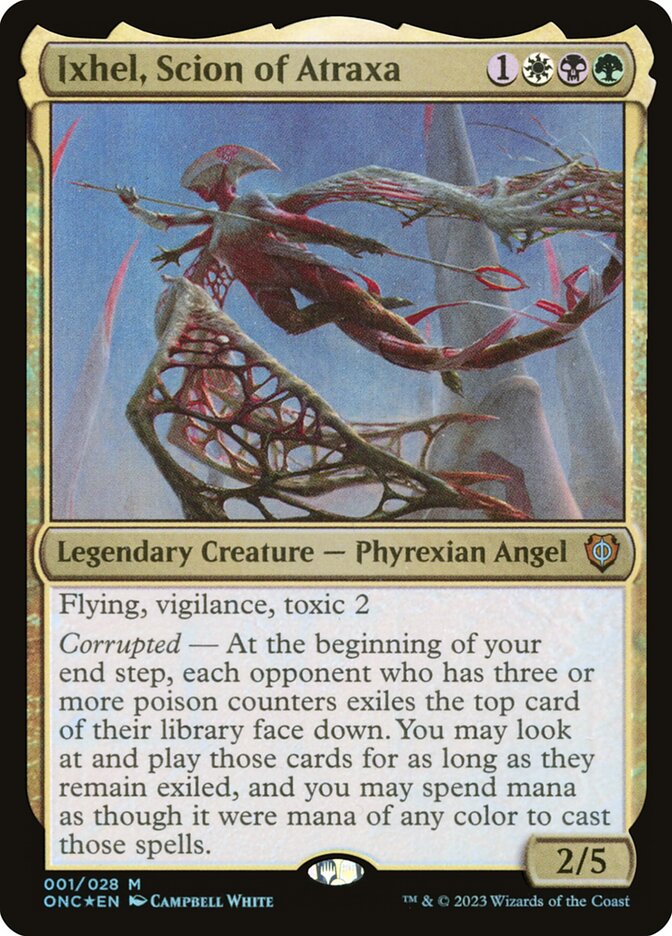 Ixhel, Scion of Atraxa 1
Legendary Creature — Phyrexian Angel
Flying, vigilance, toxic 2
Corrupted — At the beginning of your
end step, each opponent who has three or
more poison counters exiles the top card
of their library face down. You may look
at and play those cards for as long as they
remain exiled, and you may spend mana
as though it were mana of any color to cast
those spells.
2/5
001/028 M
ONC★EN Campbell White ™ & © 2023 Wizards of the Coast